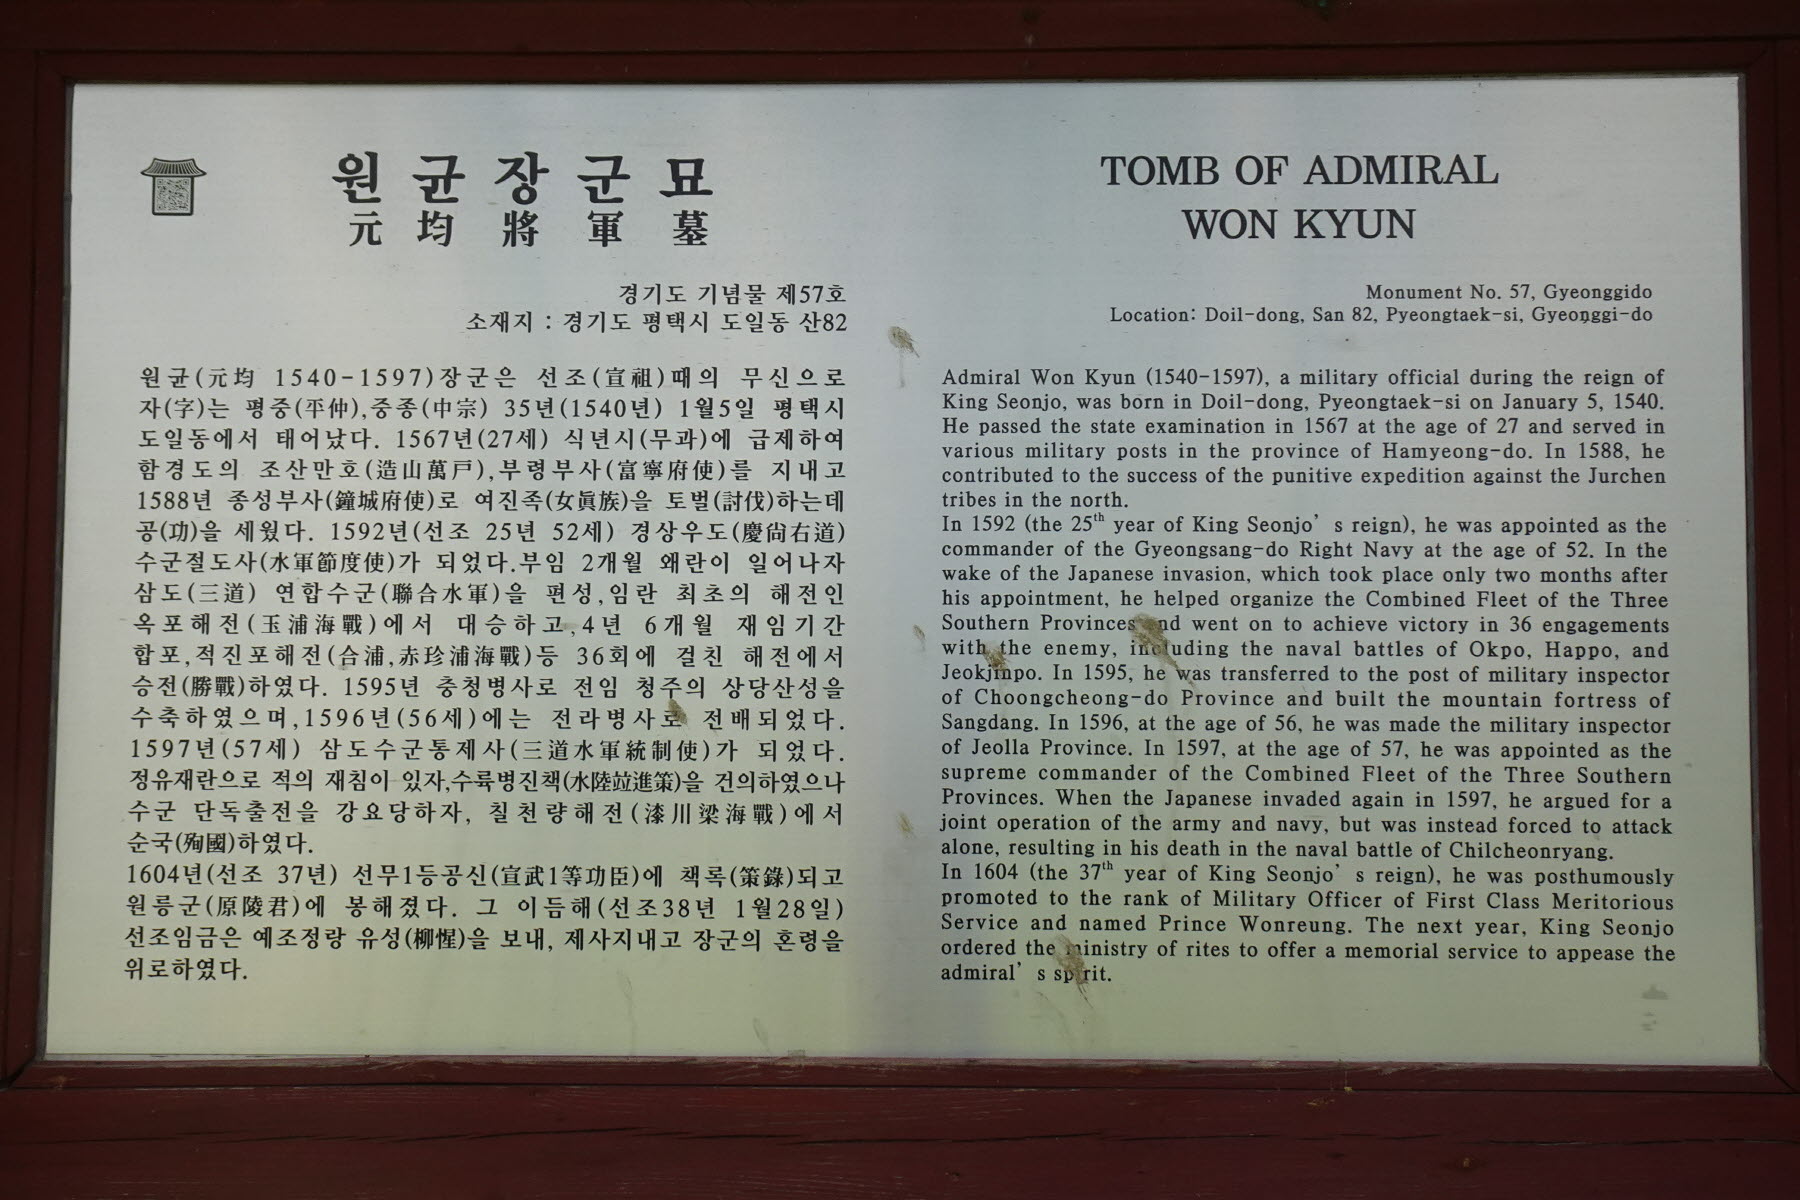 원균장군묘
元均將軍墓
경기도 기념물 제57호
소재지 : 경기도 평택시 도일동 산82
원균(元均 1540-1597)장군은 선조(宣祖)때의 무신으로
자(字)는 평중(平仲),중종(中宗) 35년(1540년) 1월5일 평택시
도일동에서 태어났다. 1567년(27세) 식년시(무과)에 급제하여
함경도의 조산만호(造山萬戶),부령부사(富寧府使)를 지내고
1588년 종성부사(鐘城府使)로 여진족(女眞族)을 토벌(討伐)하는데
공(功)을 세웠다. 1592년(선조 25년 52세) 경상우도(慶尙右道)
수군절도사(水軍節度使)가 되었다.부임 2개월 왜란이 일어나자
삼도(三道) 연합수군(聯合水軍)을 편성,임란 최초의 해전인
옥포해전(玉浦海戰)에서 대승하고,4년 6개월 재임기간
합포,적진포해전(合浦,赤珍浦海戰)등 36회에 걸친 해전에서
승전(勝戰)하였다. 1595년 충청병사로 전임 청주의 상당산성을
수축하였으며,1596년(56세)에는 전라병사로 전배되었다.
1597년(57세) 삼도수군통제사(三道水軍統制使)가 되었다.
정유재란으로 적의 재침이 있자,수륙병진책(水陸竝進策)을 건의하였으나
수군 단독출전을 강요당하자, 칠천량해전(漆川梁海戰)에서
순국(殉國)하였다.
1604년(선조 37년) 선무1등공신(宣武1等功臣)에 책록(策錄)되고
원릉군(原陵君)에 봉해졌다. 그 이듬해(선조38년 1월28일)
선조임금은 예조정랑 유성(柳惺)을 보내, 제사지내고 장군의 혼령을
위로하였다.
TOMB OF ADMIRAL
WON KYUN
Monument No. 57, Gyeonggido
Location: Doil-dong, San 82, Pyeongtaek-si, Gyeonggi-do
Admiral Won Kyun (1540-1597), a military official during the reign of
King Seonjo, was born in Doil-dong, Pyeongtaek-si on January 5, 1540.
He passed the state examination in 1567 at the age of 27 and served in
various military posts in the province of Hamyeong-do. In 1588, he
contributed to the success of the punitive expedition against the Jurchen
tribes in the north.
In 1592 (the 25th year of King Seonjo's reign), he was appointed as the
commander of the Gyeongsang-do Right Navy at the age of 52. In the
wake of the Japanese invasion, which took place only two months after
his appointment, he helped organize the Combined Fleet of the Three
Southern Provinces and went on to achieve victory in 36 engagements
with the enemy, including the naval battles of Okpo, Happo, and
Jeokjinpo. In 1595, he was transferred to the post of military inspector
of Choongcheong-do Province and built the mountain fortress of
Sangdang. In 1596, at the age of 56, he was made the military inspector
of Jeolla Province. In 1597, at the age of 57, he was appointed as the
supreme commander of the Combined Fleet of the Three Southern
Provinces. When the Japanese invaded again in 1597, he argued for a
joint operation of the army and navy, but was instead forced to attack
alone, resulting in his death in the naval battle of Chilcheonryang.
In 1604 (the 37th year of King Seonjo's reign), he was posthumously
promoted to the rank of Military Officer of First Class Meritorious
Service and named Prince Wonreung. The next year, King Seonjo
ordered the ministry of rites to offer a memorial service to appease the
admiral's spirit.